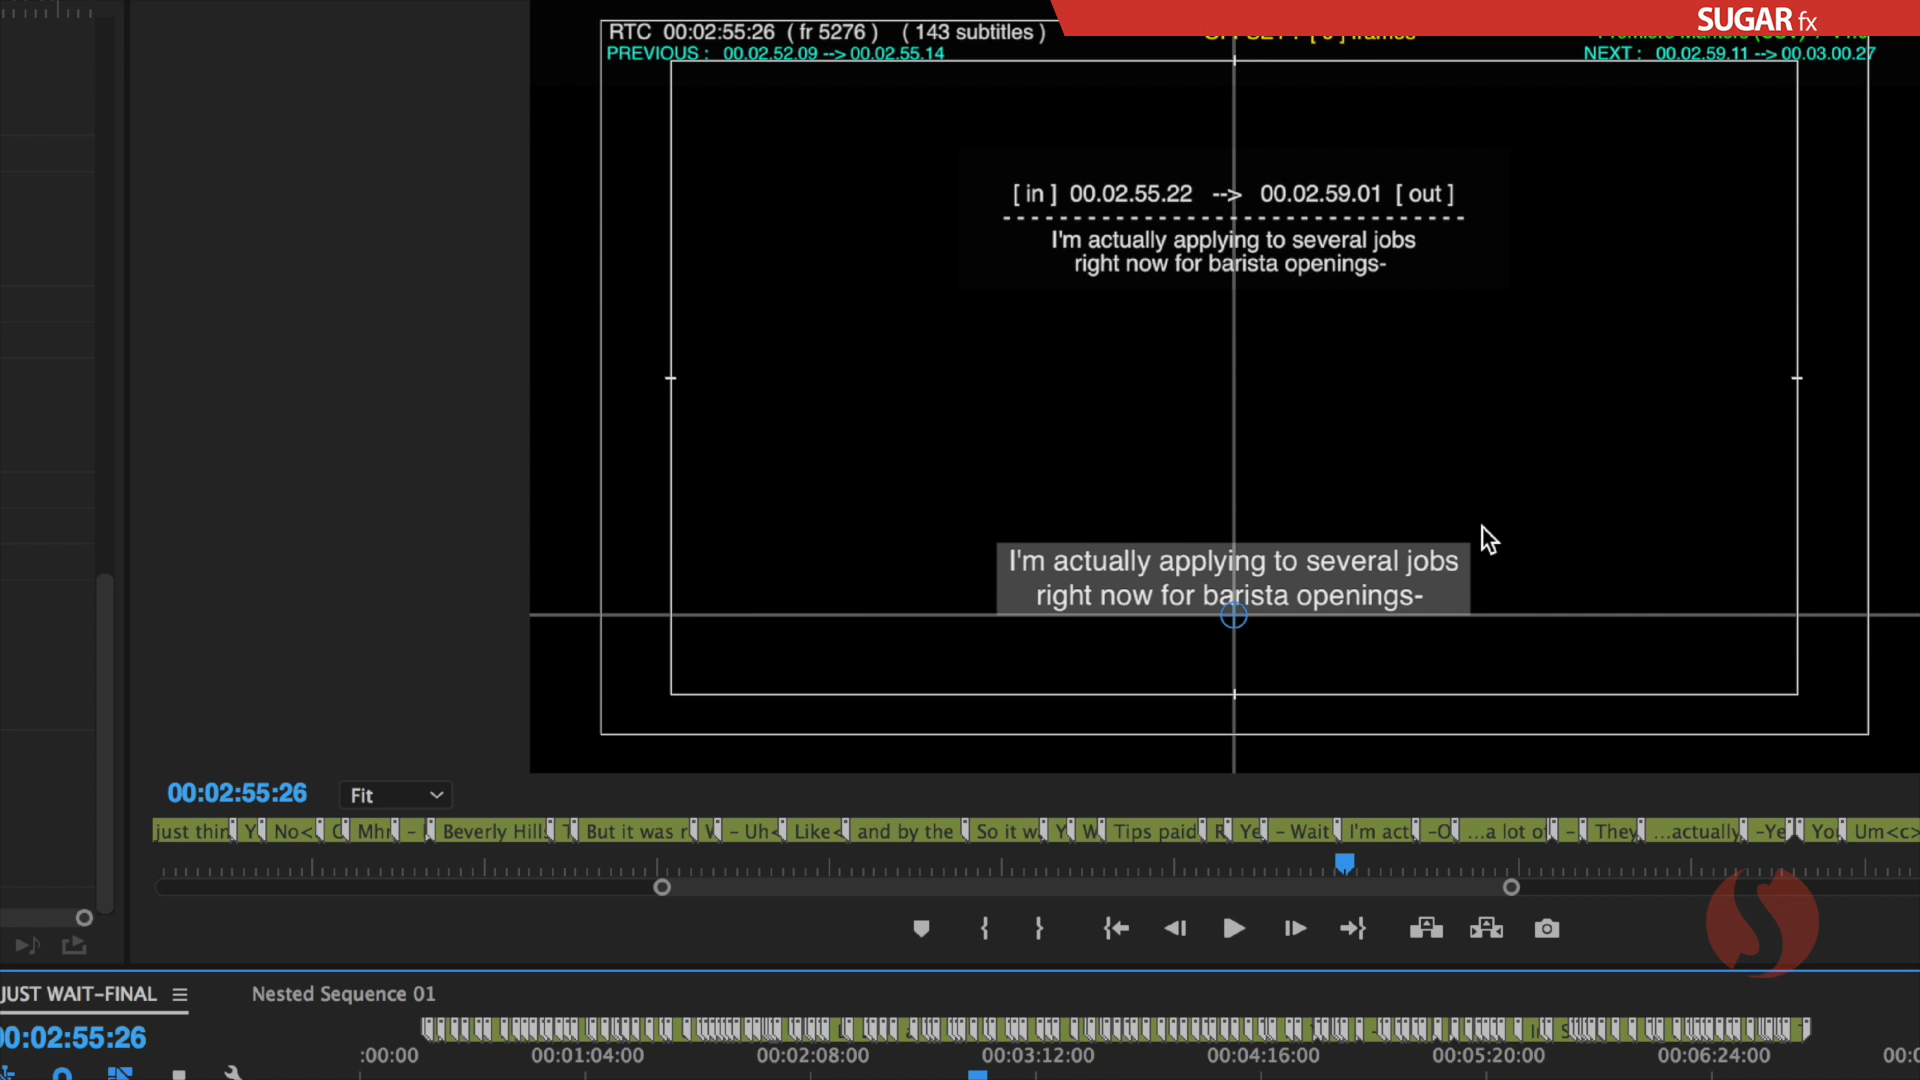 SUGAR fx
RTC 00:02:55:26 ( fr 5276 ) ( 143 subtitles )
PREVIOUS : 00.02.52.09 --> 00.02.55.14
NEXT : 00.02.59.11 --> 00.03.00.27
[ in ] 00.02.55.22 --> 00.02.59.01 [ out ]
I'm actually applying to several jobs
right now for barista openings-
I'm actually applying to several jobs
right now for barista openings-
00:02:55:26 Fit
just thin Y No< C Mhr - Beverly Hill: T But it was r - Uh< Like< and by the So it w Y W Tips paid R Ye - Wait I'm act -O ...a lot of - They ...actually -Ye You Um<c>
JUST WAIT-FINAL Nested Sequence 01
00:02:55:26
:00:00 00:01:04:00 00:02:08:00 00:03:12:00 00:04:16:00 00:05:20:00 00:06:24:00 00:0